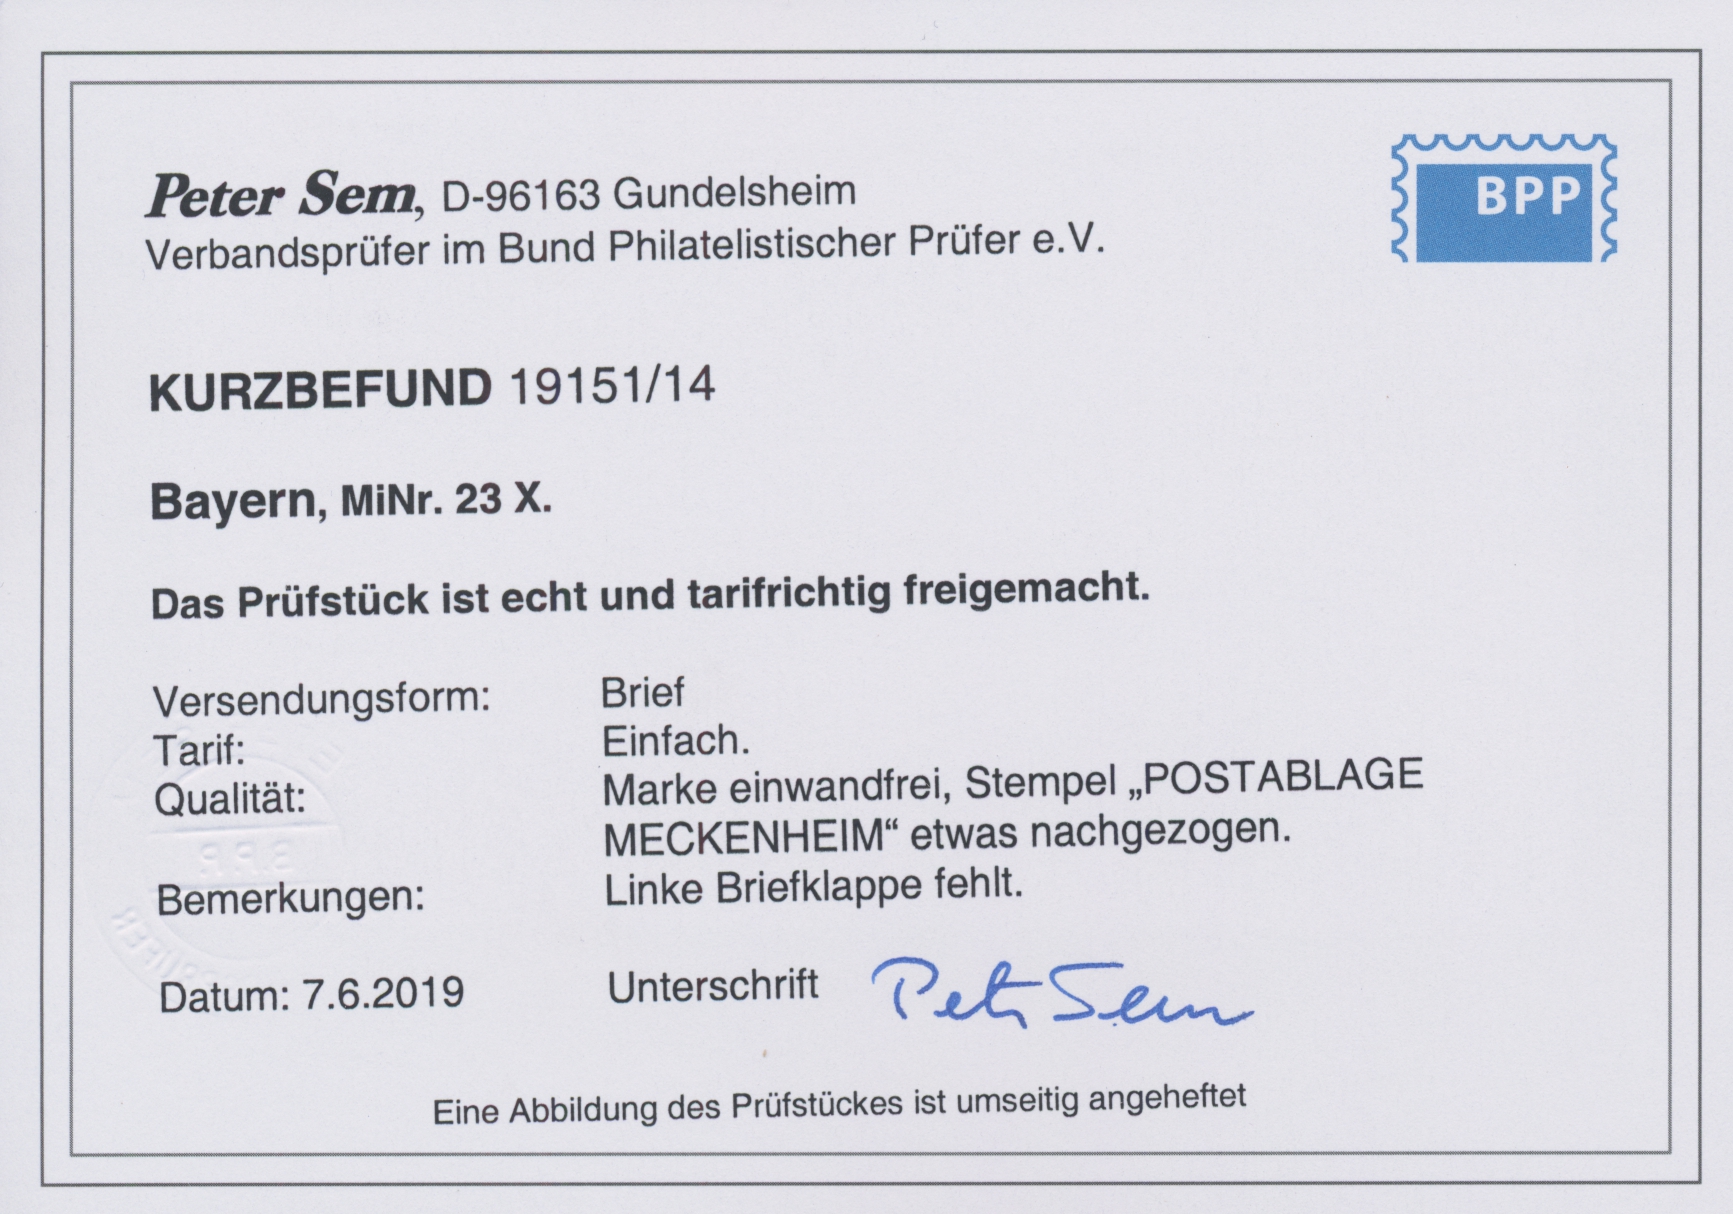 Peter Sem, D-96163 Gundelsheim
Verbandsprüfer im Bund Philatelistischer Prüfer e.V.
BPP
KURZBEFUND 19151/14
Bayern, MiNr. 23 X.
Das Prüfstück ist echt und tarifrichtig freigemacht.
Versendungsform: Brief
Tarif: Einfach.
Qualität: Marke einwandfrei, Stempel „POSTABLAGE
MECKENHEIM“ etwas nachgezogen.
Bemerkungen: Linke Briefklappe fehlt.
Datum: 7.6.2019 Unterschrift Peter Sem
Eine Abbildung des Prüfstückes ist umseitig angeheftet